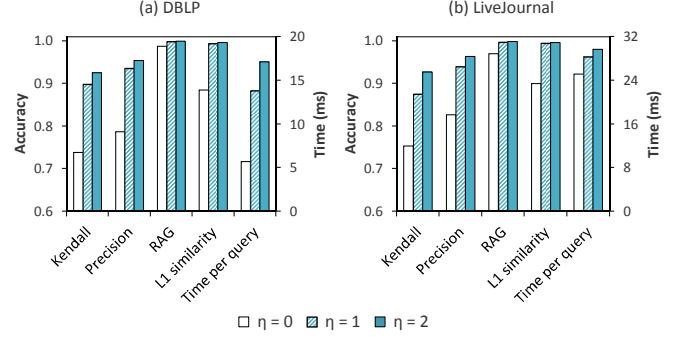 (a) DBLP
(b) LiveJournal
1.0
0.9
0.8
0.7
0.6
Accuracy
20
15
10
5
0
Time (ms)
Kendall
Precision
RAG
L1 similarity
Time per query
1.0
0.9
0.8
0.7
0.6
Accuracy
32
24
16
8
0
Time (ms)
Kendall
Precision
RAG
L1 similarity
Time per query
η = 0 η = 1 η = 2